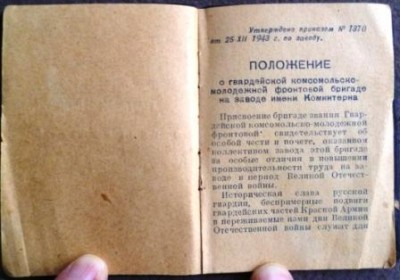 Утверждено приказом № 1370
от 25-XII 1943 г. по заводу.
ПОЛОЖЕНИЕ
о гвардейской комсомольско-
молодежной фронтовой бригаде
на заводе имени Коминтерна
Присвоение бригаде звания „Гвар-
дейской комсомольско-молодежной
фронтовой“ свидетельствует об
особой чести и почете, оказанном
коллективом завода этой бригаде
за особые отличия в повышении
производительности труда на за-
воде в период Великой Отечест-
венной войны.
Историческая слава русской
гвардии, беспримерные подвиги
гвардейских частей Красной Армии
в переживаемые нами дни Великой
Отечественной войны служат для